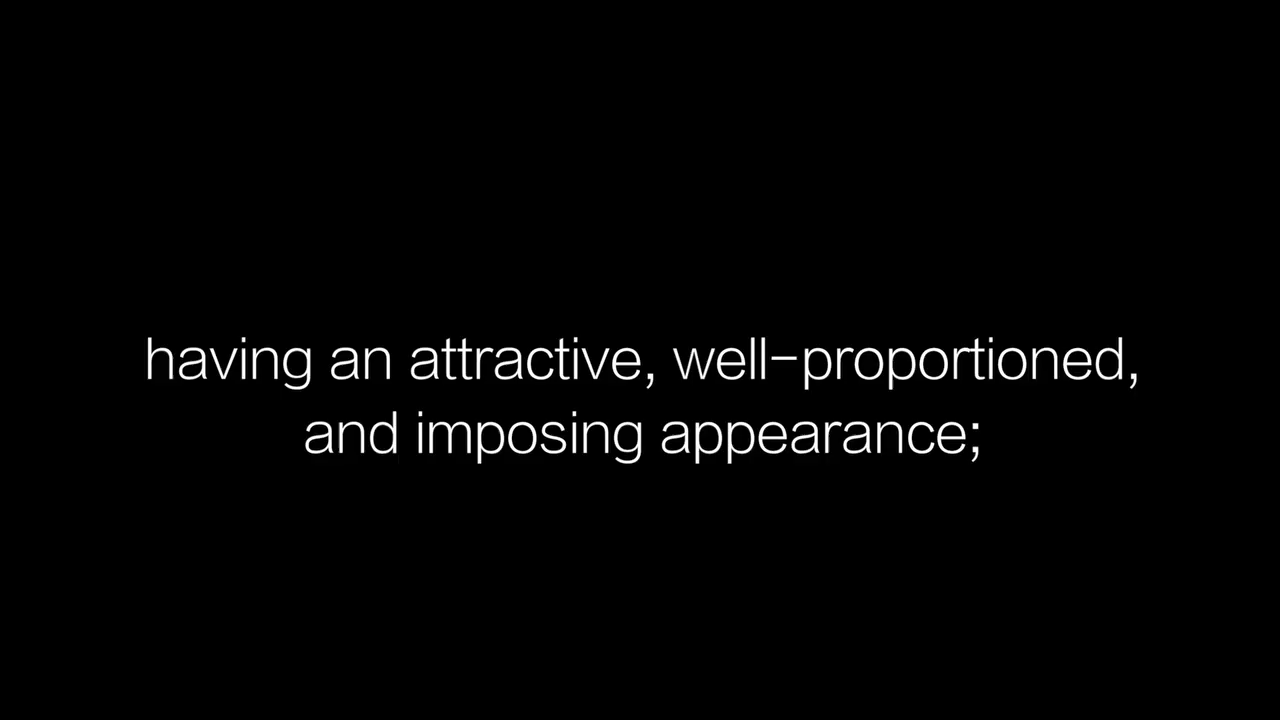 having an attractive, well-proportioned,
and imposing appearance;